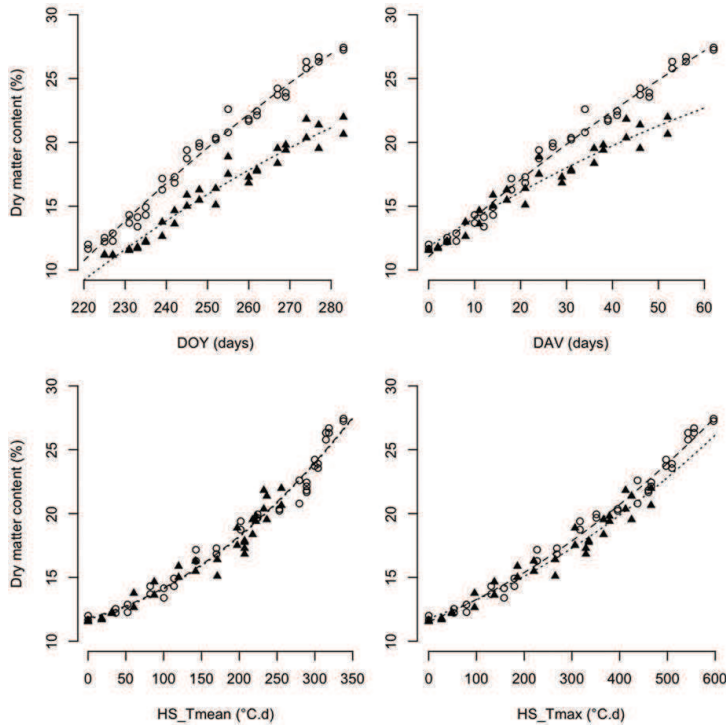 30
25
20
15
10
Dry matter content (%)
220 230 240 250 260 270 280
DOY (days)
30
25
20
15
10
0 10 20 30 40 50 60
DAV (days)
30
25
20
15
10
Dry matter content (%)
0 50 100 150 200 250 300 350
HS_Tmean (°C.d)
30
25
20
15
10
0 100 200 300 400 500 600
HS_Tmax (°C.d)